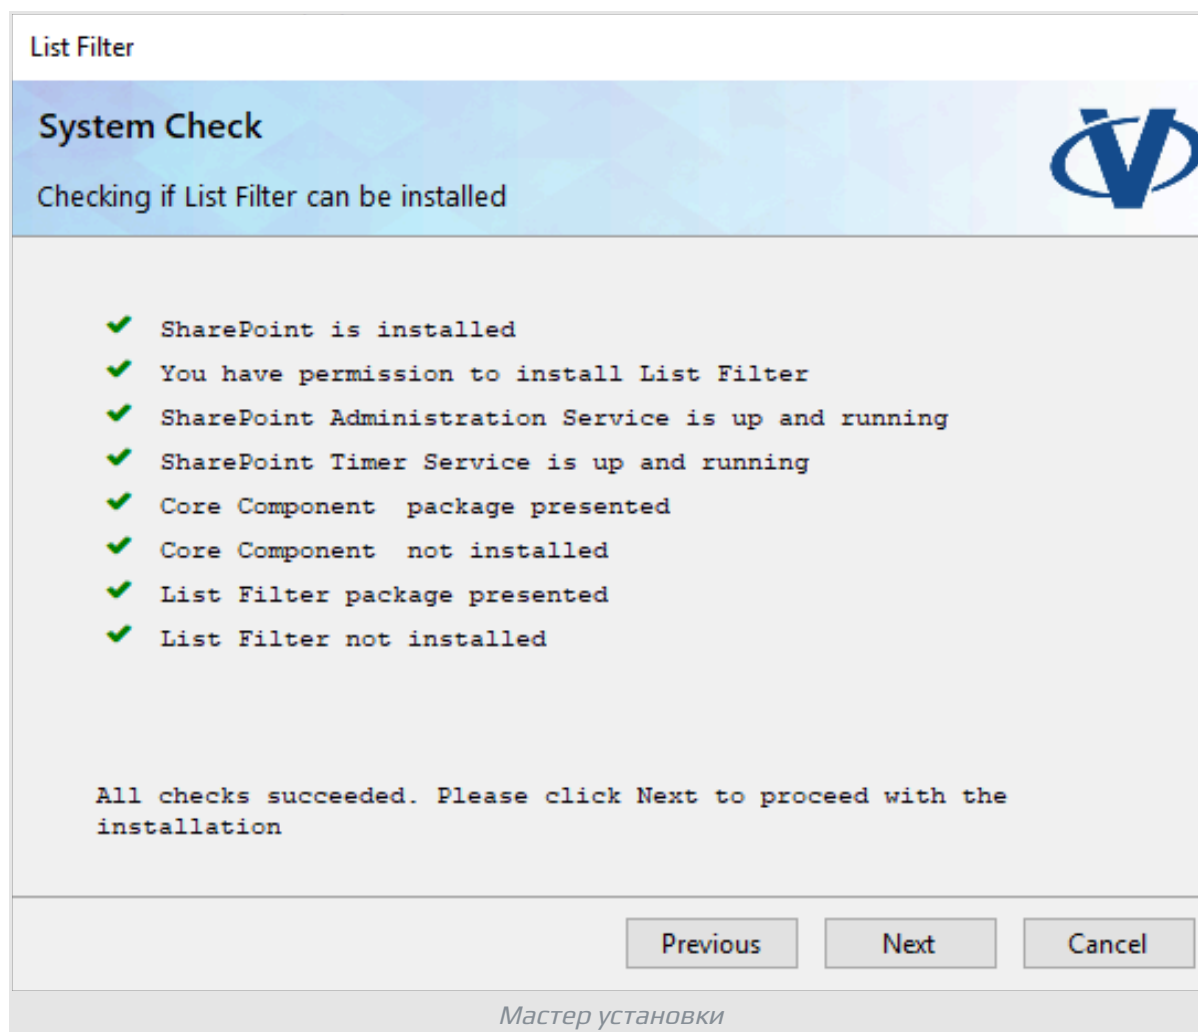 List Filter
System Check
Checking if List Filter can be installed
SharePoint is installed
You have permission to install List Filter
SharePoint Administration Service is up and running
SharePoint Timer Service is up and running
Core Component  package presented
Core Component  not installed
List Filter package presented
List Filter not installed
All checks succeeded. Please click Next to proceed with the
installation
Previous Next Cancel
Мастер установки